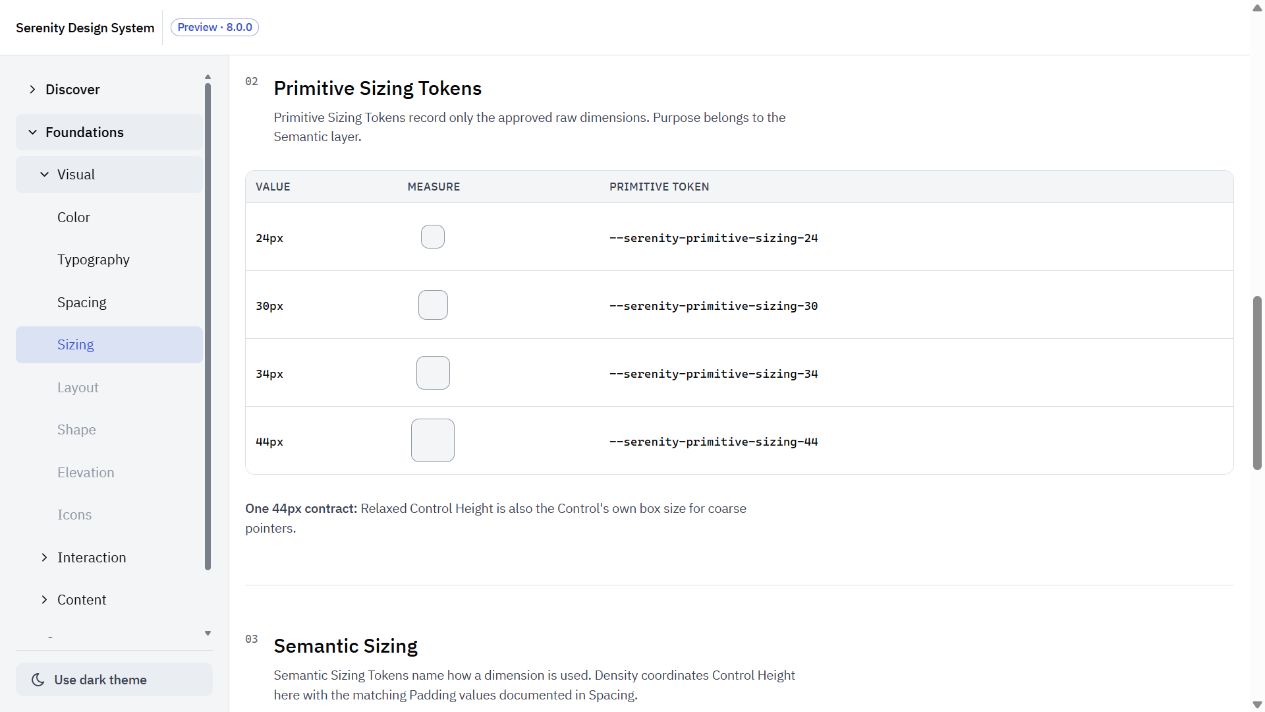 Serenity Design System
Preview · 8.0.0
Discover
Foundations
Visual
Color
Typography
Spacing
Sizing
Layout
Shape
Elevation
Icons
Interaction
Content
Use dark theme
02
Primitive Sizing Tokens
Primitive Sizing Tokens record only the approved raw dimensions. Purpose belongs to the
Semantic layer.
VALUE MEASURE PRIMITIVE TOKEN
24px --serenity-primitive-sizing-24
30px --serenity-primitive-sizing-30
34px --serenity-primitive-sizing-34
44px --serenity-primitive-sizing-44
One 44px contract: Relaxed Control Height is also the Control's own box size for coarse
pointers.
03
Semantic Sizing
Semantic Sizing Tokens name how a dimension is used. Density coordinates Control Height
here with the matching Padding values documented in Spacing.